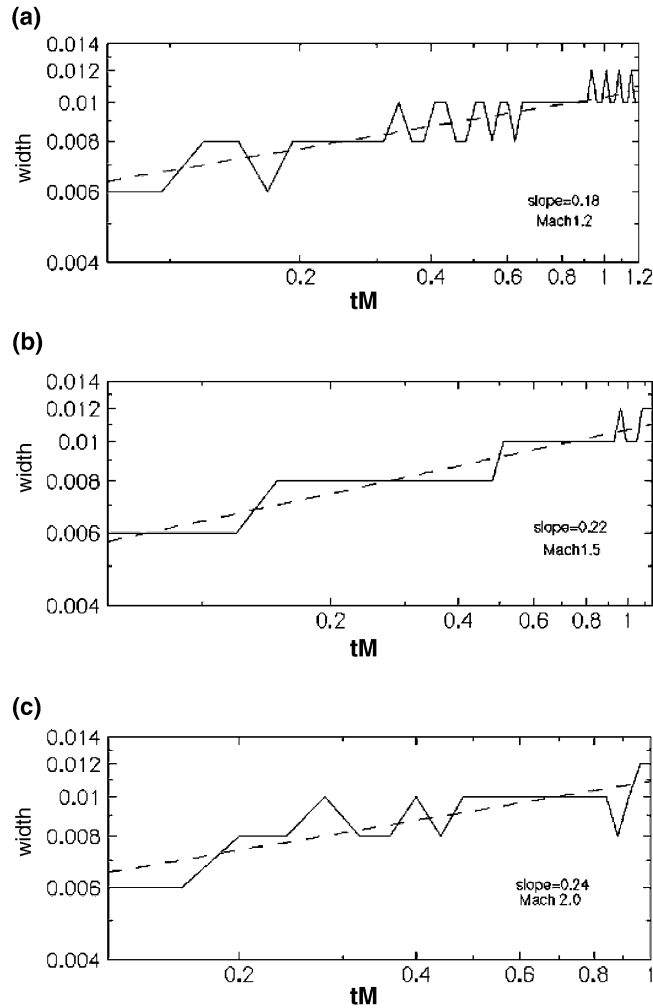 (a)
0.014
0.012
0.01
0.008
0.006
0.004
width
slope=0.18
Mach1.2
0.2 0.4 0.6 0.8 1 1.2
tM
(b)
0.014
0.012
0.01
0.008
0.006
0.004
width
slope=0.22
Mach1.5
0.2 0.4 0.6 0.8 1
tM
(c)
0.014
0.012
0.01
0.008
0.006
0.004
width
slope=0.24
Mach 2.0
0.2 0.4 0.6 0.8 1
tM